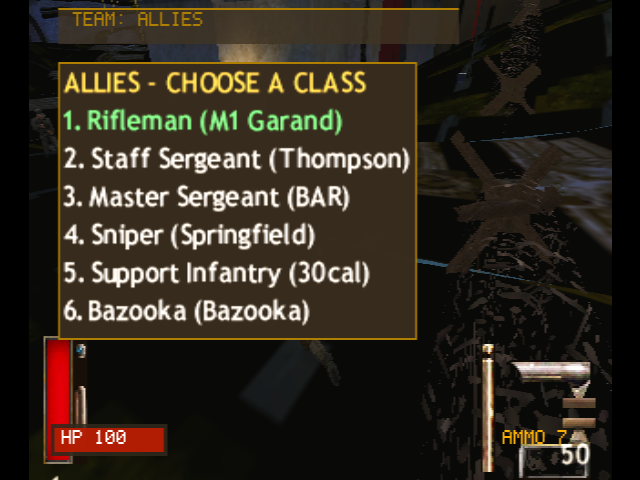 TEAM: ALLIES
ALLIES - CHOOSE A CLASS
1. Rifleman (M1 Garand)
2. Staff Sergeant (Thompson)
3. Master Sergeant (BAR)
4. Sniper (Springfield)
5. Support Infantry (30cal)
6. Bazooka (Bazooka)
HP 100
AMMO 7
50